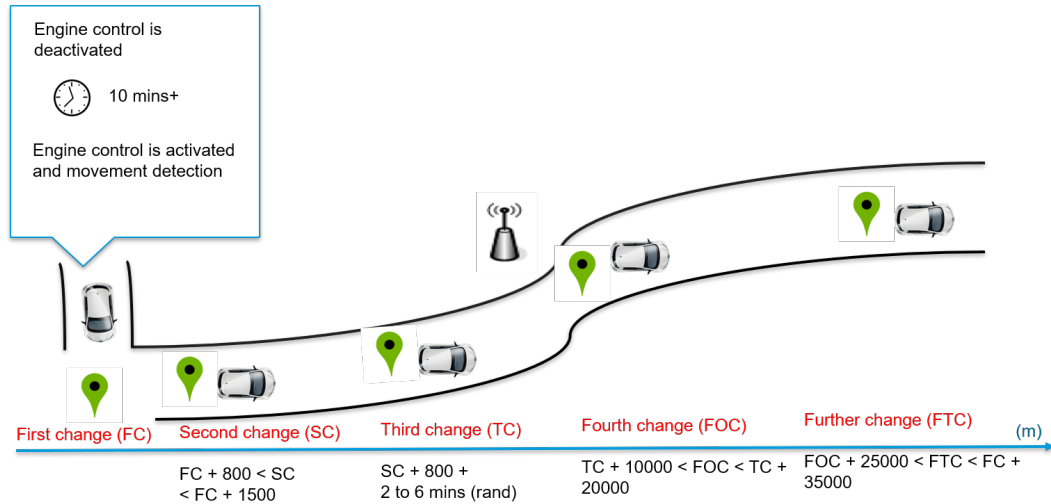 Engine control is
deactivated
10 mins+
Engine control is activated
and movement detection
First change (FC)
Second change (SC)
Third change (TC)
Fourth change (FOC)
Further change (FTC)
(m)
FC + 800 < SC
< FC + 1500
SC + 800 +
2 to 6 mins (rand)
TC + 10000 < FOC < TC +
20000
FOC + 25000 < FTC < FC +
35000